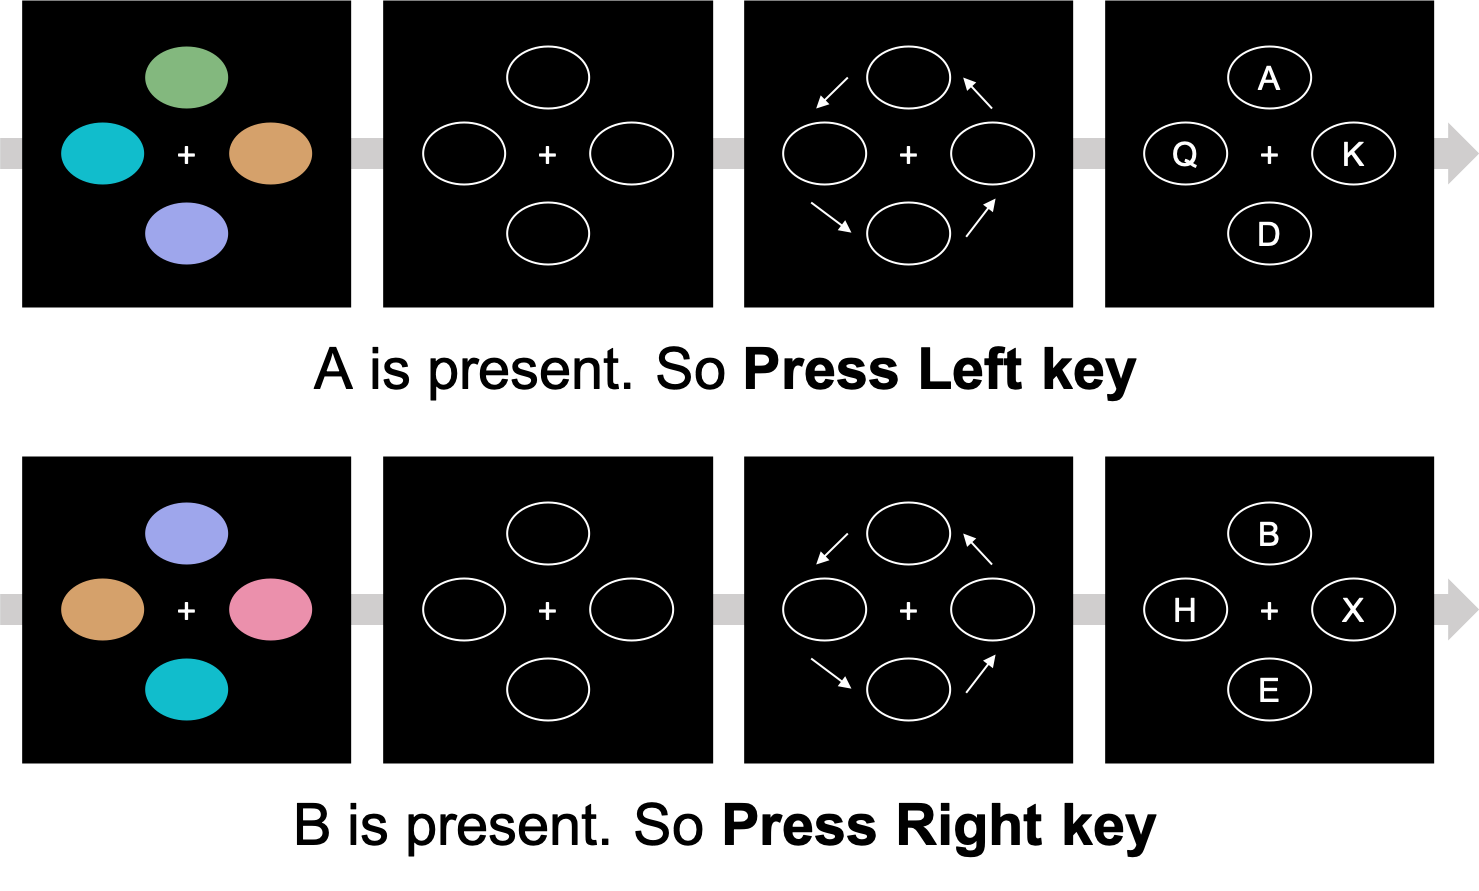 + + + A Q + K D
A is present. So Press Left key
+ + + B H + X E
B is present. So Press Right key